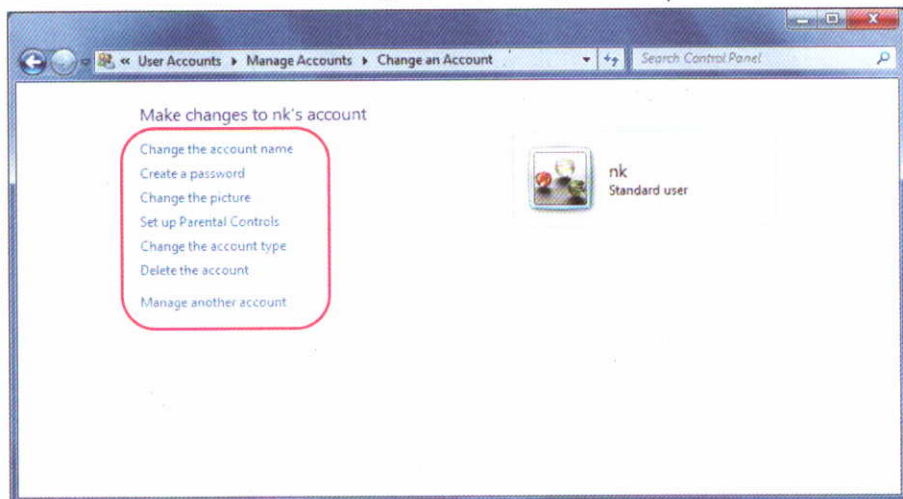 « User Accounts ▸ Manage Accounts ▸ Change an Account
Search Control Panel
Make changes to nk's account
Change the account name
Create a password
Change the picture
Set up Parental Controls
Change the account type
Delete the account
Manage another account
nk
Standard user